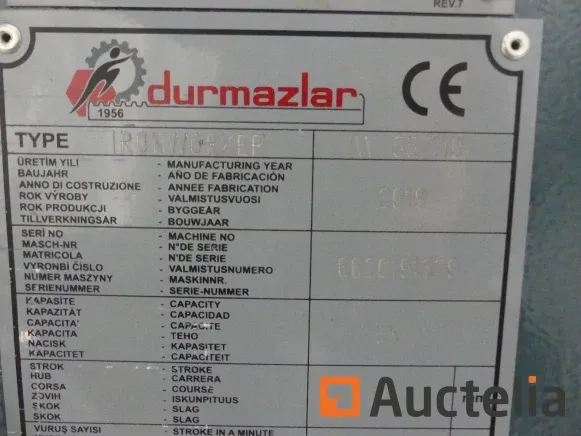 REV.7
durmazlar
1956
CE
TYPE IRONWORKER
ÜRETİM YILI - MANUFACTURING YEAR
BAUJAHR - AÑO DE FABRICACIÓN
ANNO DI COSTRUZIONE - ANNEE FABRICATION
ROK VÝROBY - VALMISTUSVUOSI
ROK PRODUKCJI - BYGGEÅR
TILLVERKNINGSÅR - BOUWJAAR
SERİ NO - MACHINE NO
MASCH-NR - N°DE SERIE
MATRICOLA - N°DE SERIE
VYRONBÍ ČÍSLO - VALMISTUSNUMERO
NUMER MASZYNY - MASKINNR.
SERIENUMMER - SERIE-NUMMER
KAPASİTE - CAPACITY
KAPAZITÄT - CAPACIDAD
CAPACITA' - CAPACITE
KAPACITA - TEHO
NACISK - KAPASITET
KAPACITET - CAPACITEIT
STROK - STROKE
HUB - CARRERA
CORSA - COURSE
ZDVIH - ISKUNPITUUS
SKOK - SLAG
SKOK - SLAG
VURUŞ SAYISI - STROKE IN A MINUTE
mm
Auctelia